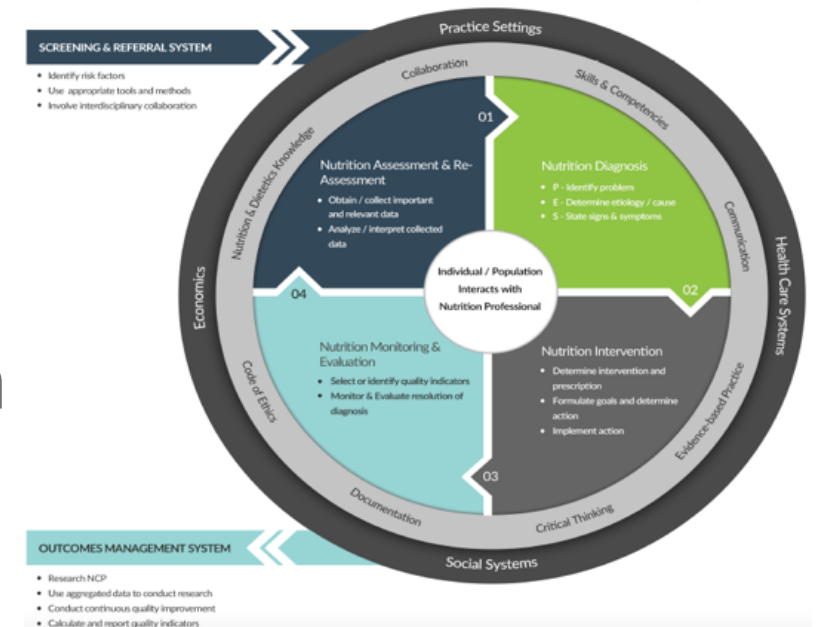 Practice Settings
SCREENING & REFERRAL SYSTEM
• Identify risk factors
• Use appropriate tools and methods
• Involve interdisciplinary collaboration
Collaboration
Skills & Competencies
Nutrition & Dietetics Knowledge
Communication
Economics
Health Care Systems
Code of Ethics
Evidence-based Practice
Documentation
Critical Thinking
Social Systems
01
Nutrition Assessment & Re-
Assessment
• Obtain / collect important
and relevant data
• Analyze / interpret collected
data
Nutrition Diagnosis
• P - Identify problem
• E - Determine etiology / cause
• S - State signs & symptoms
02
Individual / Population
Interacts with
Nutrition Professional
04
Nutrition Monitoring &
Evaluation
• Select or identify quality indicators
• Monitor & Evaluate resolution of
diagnosis
Nutrition Intervention
• Determine intervention and
prescription
• Formulate goals and determine
action
• Implement action
03
OUTCOMES MANAGEMENT SYSTEM
• Research NCP
• Use aggregated data to conduct research
• Conduct continuous quality improvement
• Calculate and report quality indicators